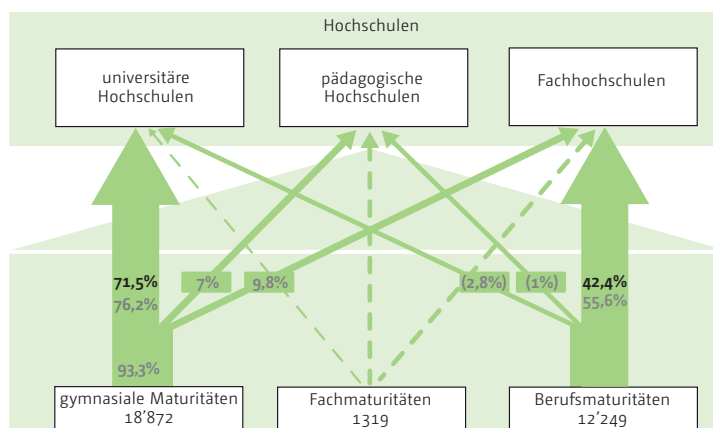 Hochschulen
universitäre
Hochschulen
pädagogische
Hochschulen
Fachhochschulen
71,5%
76,2%
7%
9,8%
(2,8%)
(1%)
42,4%
55,6%
93,3%
gymnasiale Maturitäten
18'872
Fachmaturitäten
1319
Berufsmaturitäten
12'249